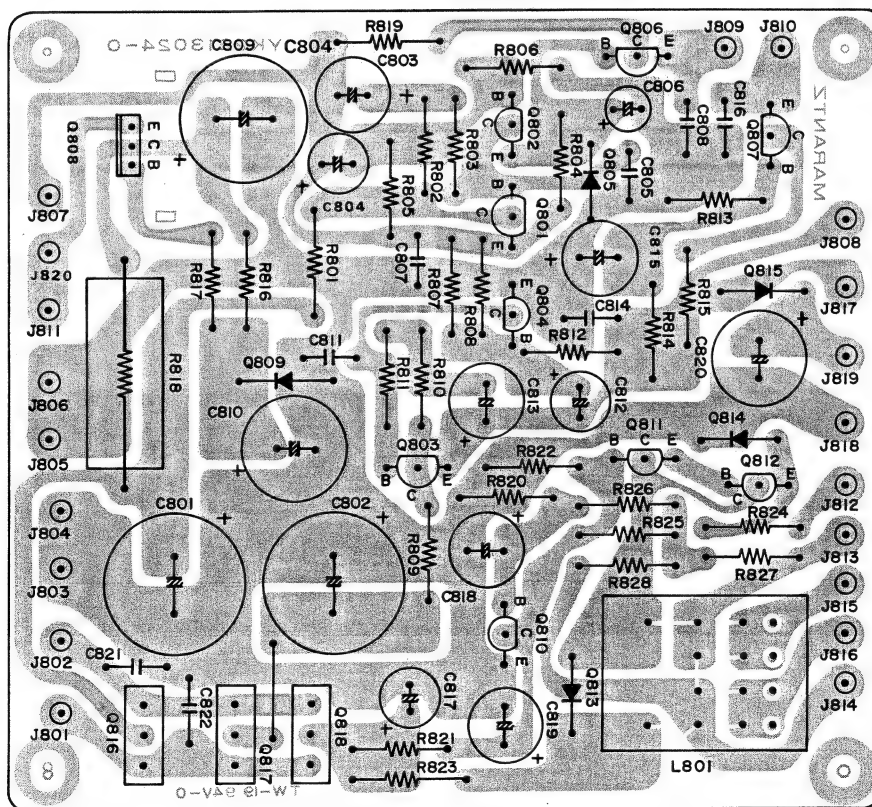 R819
C804
YK 13024-0
C809
C803
Q806
B C E
J809
J810
R806
C806
+
B
C
E
Q802
R802
R803
C808
C816
Q807
E
C
B
Q808
E
C
B
+
C804
+
R805
R804
Q805
C805
R813
MARANTZ
J807
J820
J811
R817
R816
R801
C807
R807
R808
C
E
Q801
C815
+
J808
Q815
J817
E
C
B
Q804
C814
R812
R814
R815
C820
+
J819
R818
C811
Q809
R811
R810
C813
+
C812
+
J806
J805
C810
+
Q803
B
C
E
R822
R820
Q811
B C E
Q814
J818
Q812
B
C
E
J812
J804
C801
+
C802
+
R809
C818
+
R826
R825
R828
R824
R827
J813
J803
J815
J802
B
C
E
Q810
J816
C821
J814
Q813
J801
Q816
C822
Q817
Q818
C817
+
R821
R823
C819
+
L801
8
TW-19 94V-0